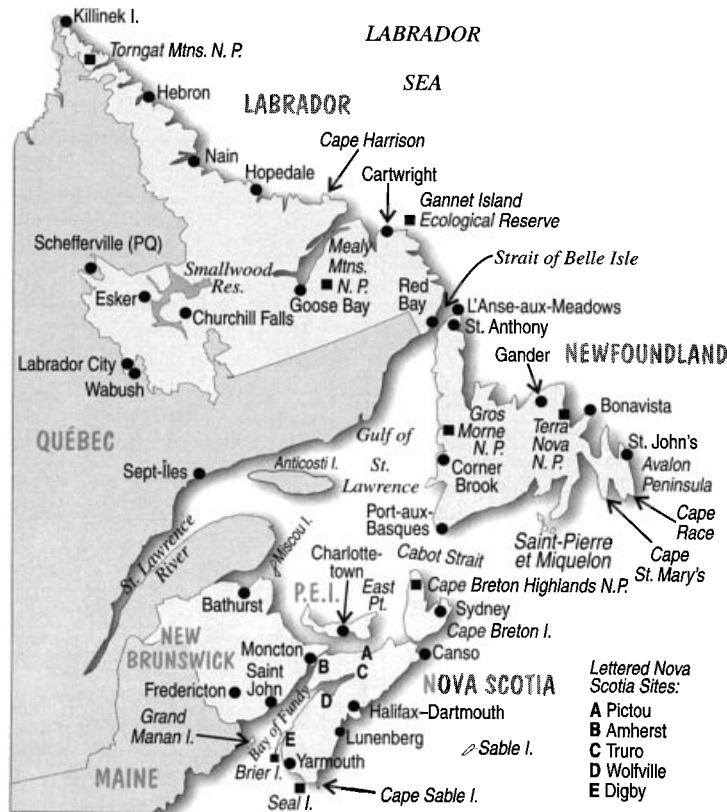 Killinek I.
LABRADOR
SEA
Torngat Mtns. N. P.
Hebron
LABRADOR
Cape Harrison
Nain
Hopedale
Cartwright
Gannet Island
Ecological Reserve
Schefferville (PQ)
Mealy
Mtns.
N. P.
Strait of Belle Isle
Smallwood
Res.
Esker
Goose Bay
Red
Bay
L'Anse-aux-Meadows
Churchill Falls
St. Anthony
Gander
NEWFOUNDLAND
Labrador City
Wabush
Bonavista
Gros
Morne
N. P.
Terra
Nova
N. P.
QUÉBEC
Gulf of
St.
Lawrence
St. John's
Avalon
Peninsula
Sept-Îles
Anticosti I.
Corner
Brook
Cape
Race
Port-aux-
Basques
St. Lawrence
River
Miscou I.
Saint-Pierre
et Miquelon
Cape
St. Mary's
Charlotte-
town
Cabot Strait
P.E.I.
East
Pt.
Cape Breton Highlands N.P.
Bathurst
Sydney
Cape Breton I.
NEW
BRUNSWICK
Moncton
A
B
C
Canso
Saint
John
NOVA SCOTIA
Lettered Nova
Scotia Sites:
Fredericton
D
A Pictou
Grand
Manan I.
Bay of Fundy
Halifax–Dartmouth
B Amherst
E
Lunenberg
C Truro
Sable I.
D Wolfville
MAINE
Brier I.
Yarmouth
E Digby
Seal I.
Cape Sable I.